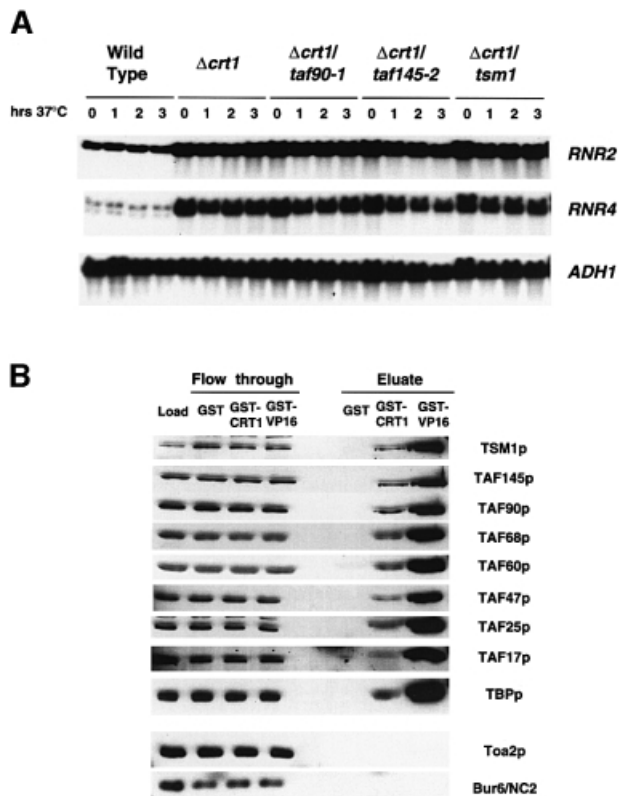 A
Wild Type
Δcrt1
Δcrt1/ taf90-1
Δcrt1/ taf145-2
Δcrt1/ tsm1
hrs 37°C 0 1 2 3 0 1 2 3 0 1 2 3 0 1 2 3 0 1 2 3
RNR2
RNR4
ADH1
B
Flow through Eluate
Load GST GST-CRT1 GST-VP16 GST GST-CRT1 GST-VP16
TSM1p
TAF145p
TAF90p
TAF68p
TAF60p
TAF47p
TAF25p
TAF17p
TBPp
Toa2p
Bur6/NC2